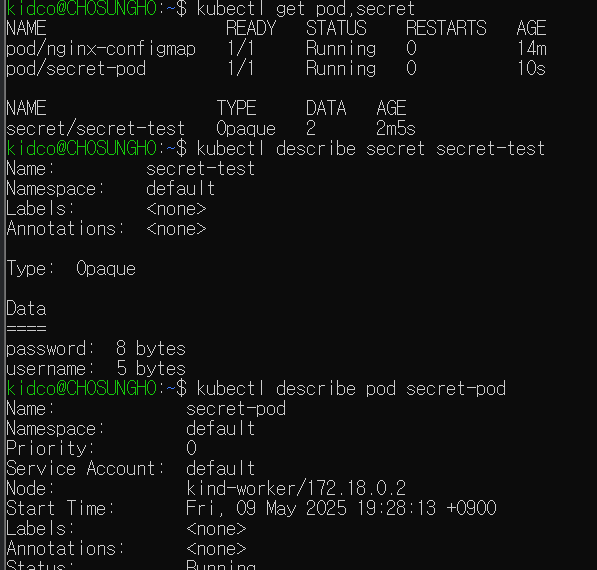 kidco@CHOSUNGHO:~$ kubectl get pod,secret
NAME READY STATUS RESTARTS AGE
pod/nginx-configmap 1/1 Running 0 14m
pod/secret-pod 1/1 Running 0 10s
NAME TYPE DATA AGE
secret/secret-test Opaque 2 2m5s
kidco@CHOSUNGHO:~$ kubectl describe secret secret-test
Name: secret-test
Namespace: default
Labels: <none>
Annotations: <none>
Type: Opaque
Data
====
password: 8 bytes
username: 5 bytes
kidco@CHOSUNGHO:~$ kubectl describe pod secret-pod
Name: secret-pod
Namespace: default
Priority: 0
Service Account: default
Node: kind-worker/172.18.0.2
Start Time: Fri, 09 May 2025 19:28:13 +0900
Labels: <none>
Annotations: <none>
Status: Running